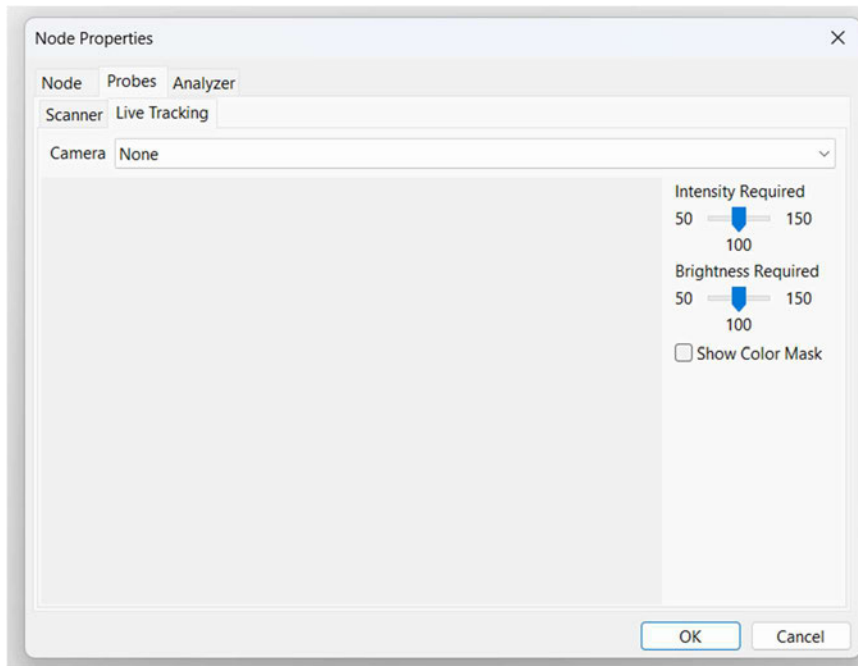 Node Properties
Node Probes Analyzer
Scanner Live Tracking
Camera None
Intensity Required
50 150
100
Brightness Required
50 150
100
Show Color Mask
OK Cancel